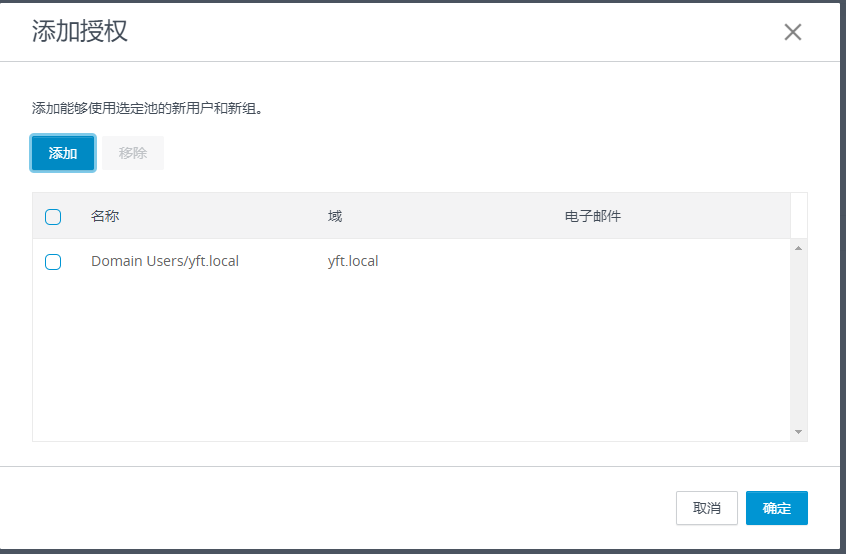 添加授权
添加能够使用选定池的新用户和新组。
添加 移除
名称 域 电子邮件
Domain Users/yft.local yft.local
取消 确定